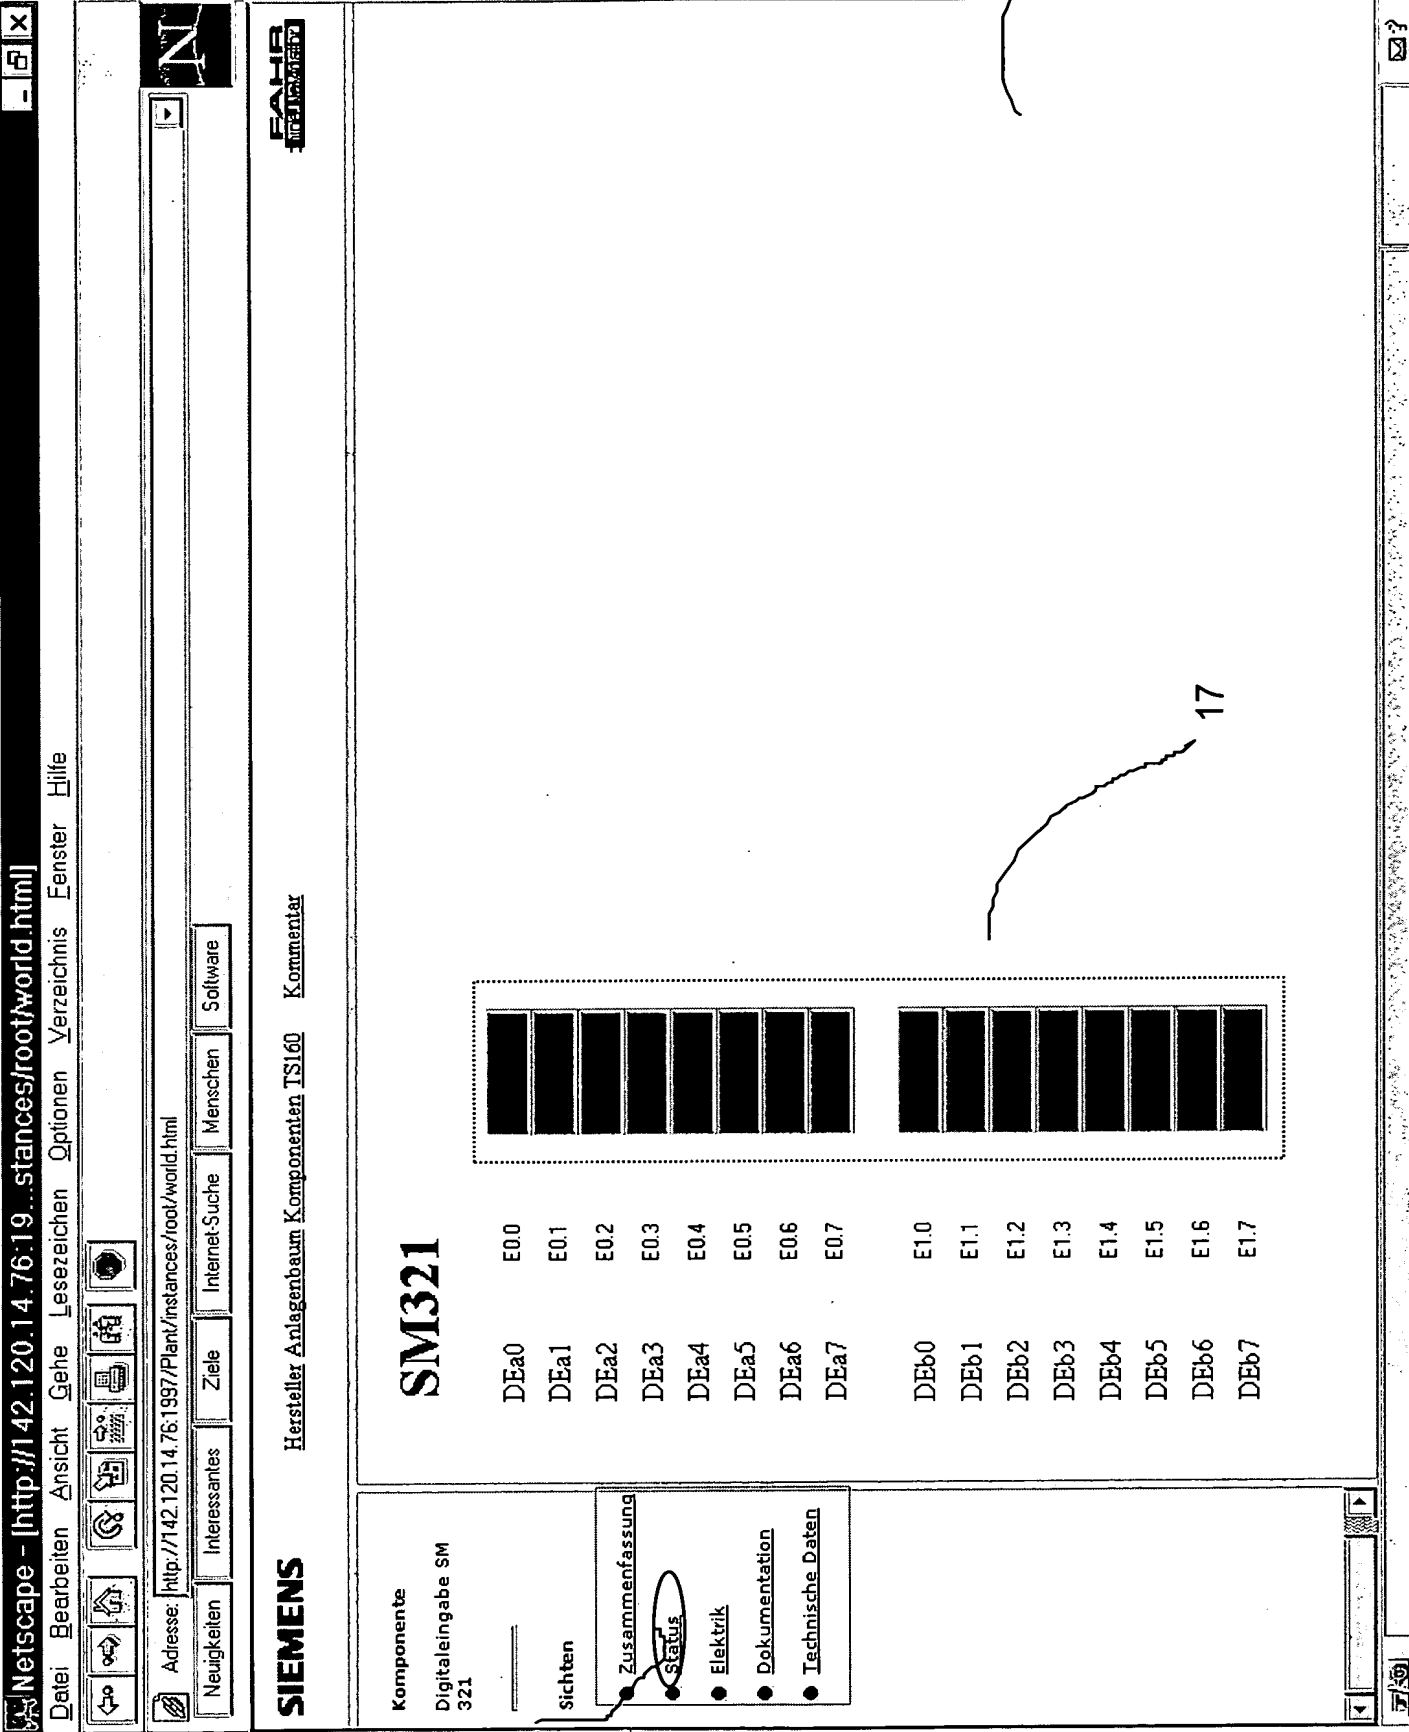 Netscape - [http://142.120.14.76:19...stances/root/world.html]
Datei Bearbeiten Ansicht Gehe Lesezeichen Optionen Verzeichnis Fenster Hilfe
Adresse: http://142.120.14.76:1997/Plant/instances/root/world.html
Neuigkeiten Interessantes Ziele Internet-Suche Menschen Software
N
SIEMENS
Hersteller Anlagenbaum Komponenten TS160 Kommentar
FAHR
Komponente
Digitaleingabe SM
321
Sichten
Zusammenfassung
Status
Elektrik
Dokumentation
Technische Daten
SM321
DEa0 E0.0
DEa1 E0.1
DEa2 E0.2
DEa3 E0.3
DEa4 E0.4
DEa5 E0.5
DEa6 E0.6
DEa7 E0.7
DEb0 E1.0
DEb1 E1.1
DEb2 E1.2
DEb3 E1.3
DEb4 E1.4
DEb5 E1.5
DEb6 E1.6
DEb7 E1.7
17